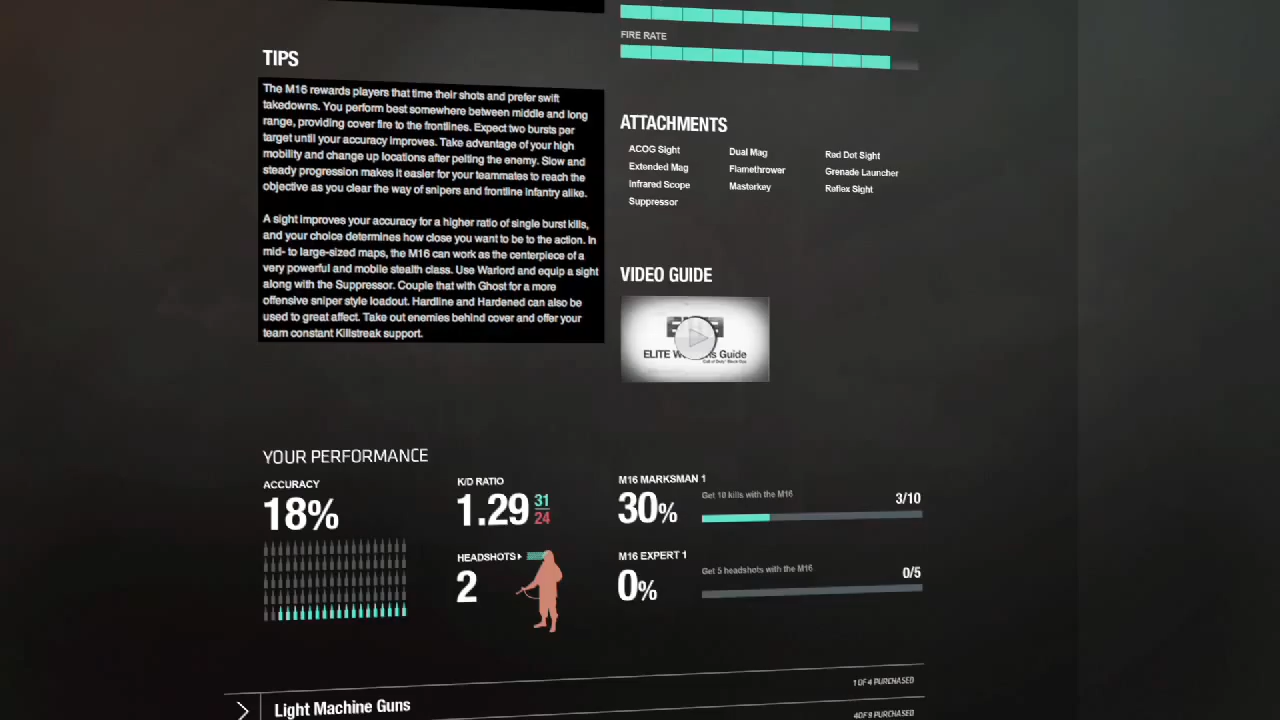 FIRE RATE
TIPS
The M16 rewards players that time their shots and prefer swift
takedowns. You perform best somewhere between middle and long
range, providing cover fire to the frontlines. Expect two bursts per
target until your accuracy improves. Take advantage of your high
mobility and change up locations after pelting the enemy. Slow and
steady progression makes it easier for your teammates to reach the
objective as you clear the way of snipers and frontline infantry alike.
A sight improves your accuracy for a higher ratio of single burst kills,
and your choice determines how close you want to be to the action. In
mid- to large-sized maps, the M16 can work as the centerpiece of a
very powerful and mobile stealth class. Use Warlord and equip a sight
along with the Suppressor. Couple that with Ghost for a more
offensive sniper style loadout. Hardline and Hardened can also be
used to great affect. Take out enemies behind cover and offer your
team constant Killstreak support.
ATTACHMENTS
ACOG Sight
Dual Mag
Red Dot Sight
Extended Mag
Flamethrower
Grenade Launcher
Infrared Scope
Masterkey
Reflex Sight
Suppressor
VIDEO GUIDE
ELITE
ELITE Guide
YOUR PERFORMANCE
ACCURACY
18%
K/D RATIO
1.29 31
24
HEADSHOTS
2
M16 MARKSMAN 1
30% Get 10 kills with the M16 3/10
M16 EXPERT 1
0% Get 5 headshots with the M16 0/5
1 OF 4 PURCHASED
Light Machine Guns
4 OF 8 PURCHASED